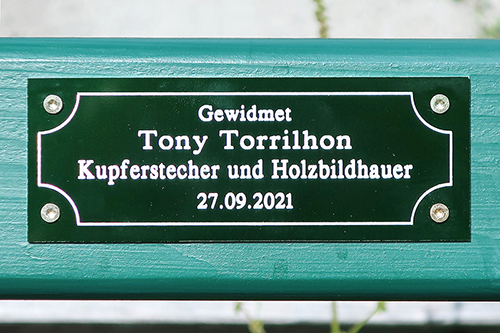 Gewidmet
Tony Torrilhon
Kupferstecher und Holzbildhauer
27.09.2021